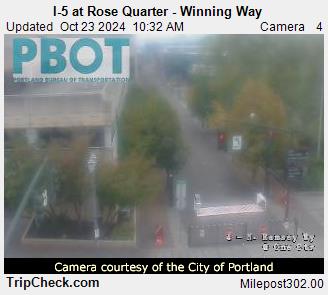 I-5 at Rose Quarter - Winning Way
Updated Oct 23 2024 10:32 AM Camera 4
PBOT
PORTLAND BUREAU OF TRANSPORTATION
Camera courtesy of the City of Portland
TripCheck.com Milepost302.00